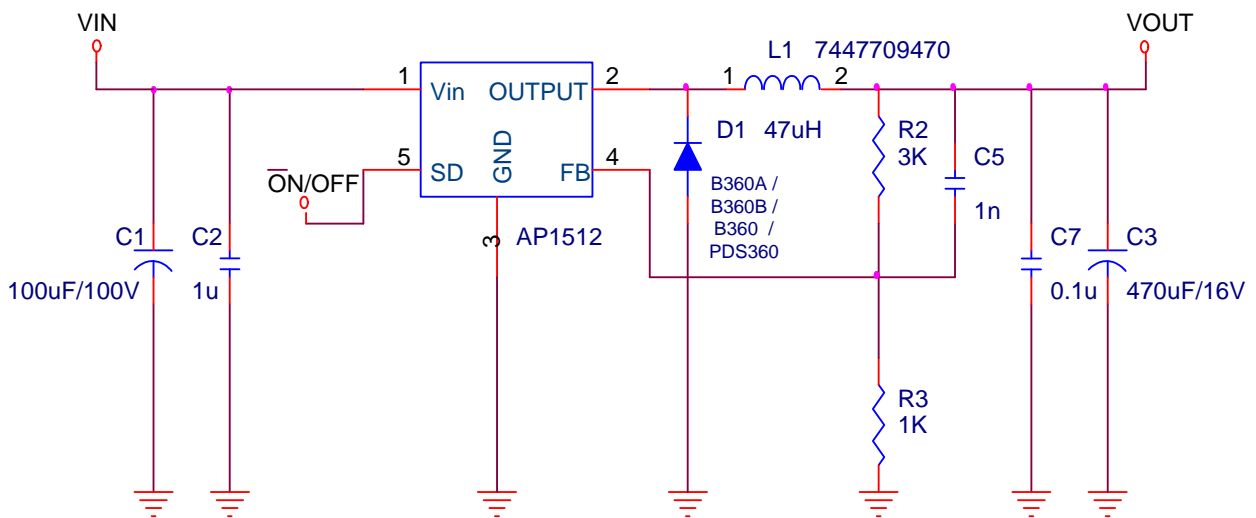 VIN
VOUT
L1 7447709470
1
Vin
OUTPUT
2
1
2
D1
47uH
R2
3K
C5
1n
ON/OFF
5
SD
GND
FB
4
B360A /
B360B /
B360 /
PDS360
3
AP1512
C1
C2
100uF/100V
1u
C7
C3
0.1u
470uF/16V
R3
1K